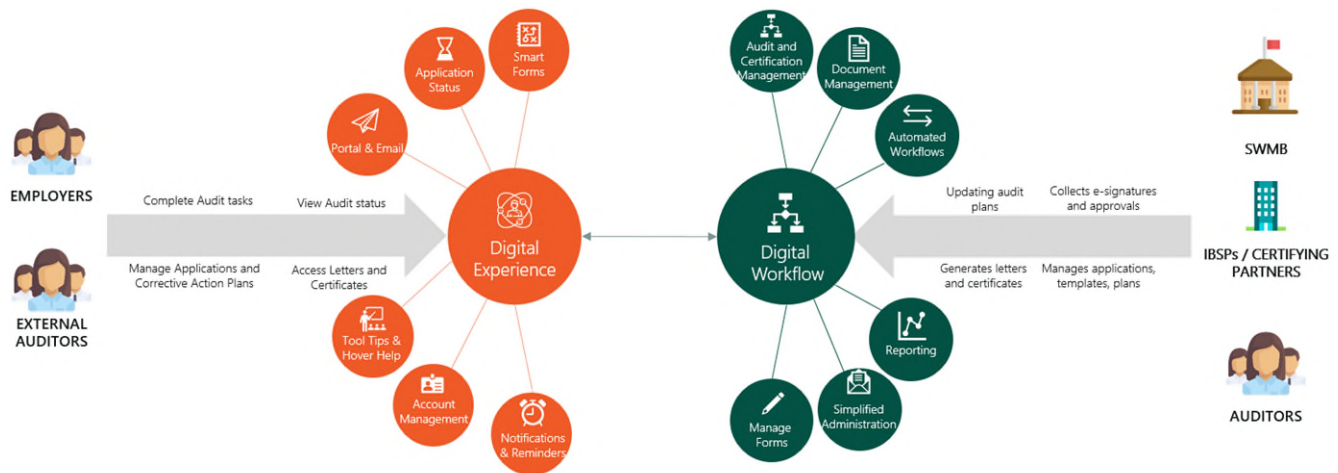 EMPLOYERS
EXTERNAL
AUDITORS
Complete Audit tasks
View Audit status
Manage Applications and
Corrective Action Plans
Access Letters and
Certificates
Smart
Forms
Application
Status
Portal & Email
Digital
Experience
Tool Tips &
Hover Help
Account
Management
Notifications
& Reminders
Audit and
Certification
Management
Document
Management
Automated
Workflows
Digital
Workflow
Reporting
Simplified
Administration
Manage
Forms
Updating audit
plans
Collects e-signatures
and approvals
Generates letters
and certificates
Manages applications,
templates, plans
SWMB
IBSPs / CERTIFYING
PARTNERS
AUDITORS